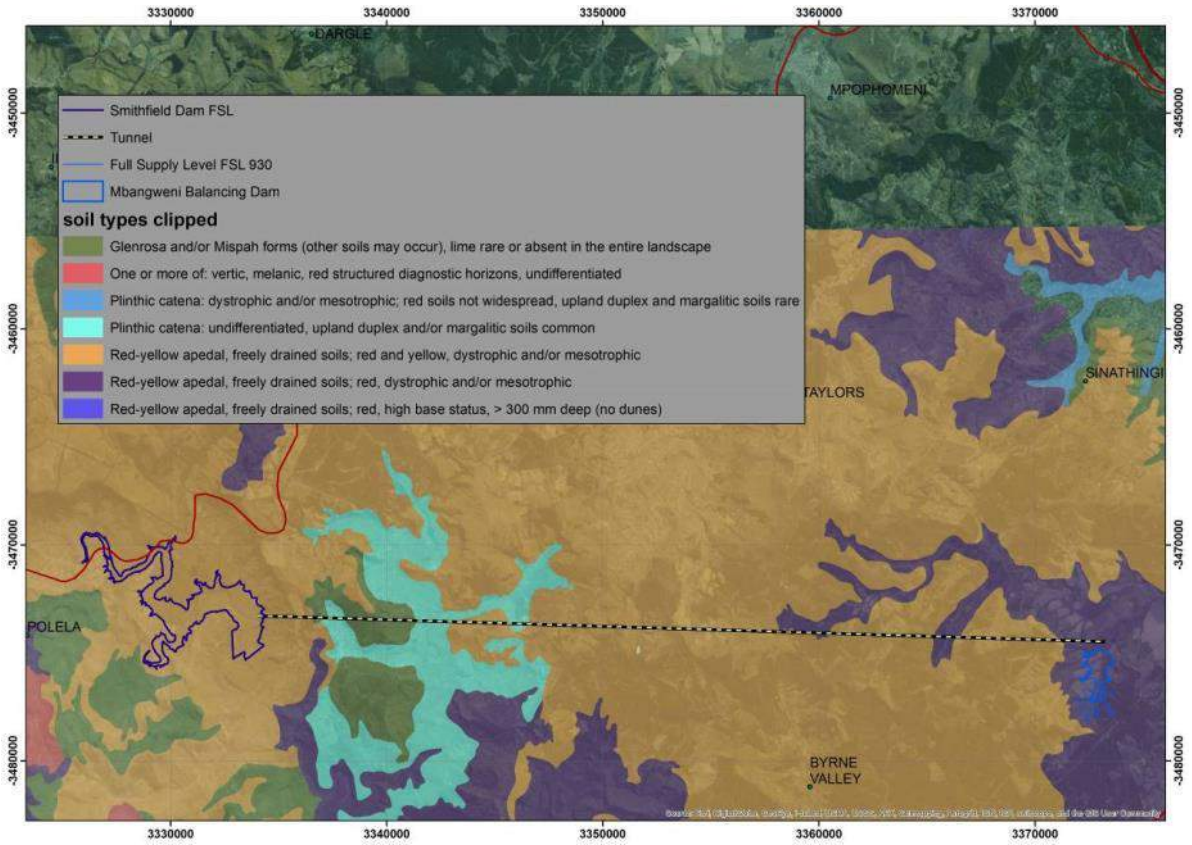 3330000 3340000 3350000 3360000 3370000
DARGLE
MPOPHOMENI
-3450000 -3450000
Smithfield Dam FSL
Tunnel
Full Supply Level FSL 930
Mbangweni Balancing Dam
soil types clipped
Glenrosa and/or Mispah forms (other soils may occur), lime rare or absent in the entire landscape
One or more of: vertic, melanic, red structured diagnostic horizons, undifferentiated
Plinthic catena: dystrophic and/or mesotrophic; red soils not widespread, upland duplex and margalitic soils rare
Plinthic catena: undifferentiated, upland duplex and/or margalitic soils common
Red-yellow apedal, freely drained soils; red and yellow, dystrophic and/or mesotrophic
Red-yellow apedal, freely drained soils; red, dystrophic and/or mesotrophic
Red-yellow apedal, freely drained soils; red, high base status, > 300 mm deep (no dunes)
-3460000 -3460000
SINATHINGI
TAYLORS
-3470000 -3470000
POLELA
-3480000 -3480000
BYRNE
VALLEY
and the GIS User Community
3330000 3340000 3350000 3360000 3370000